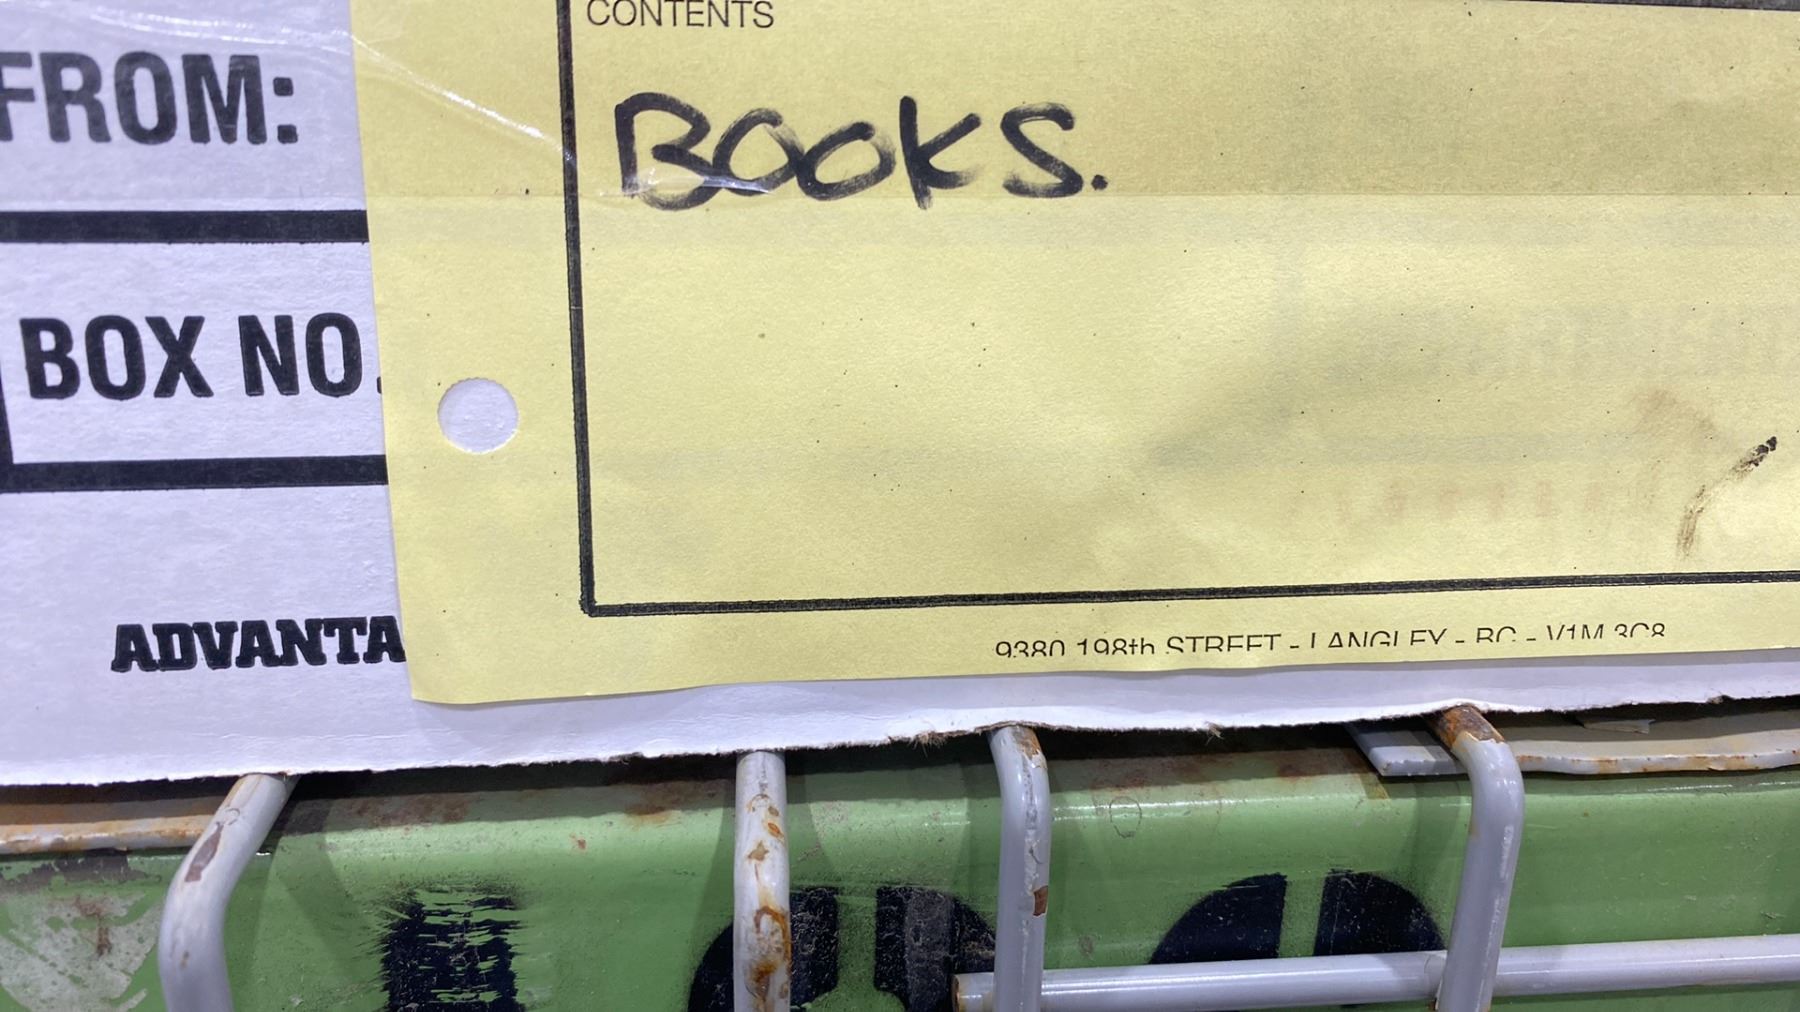 CONTENTS
FROM:
BOOKS.
BOX NO.
ADVANTA
9380 198th STREET - LANGLEY - BC - V1M 3C8